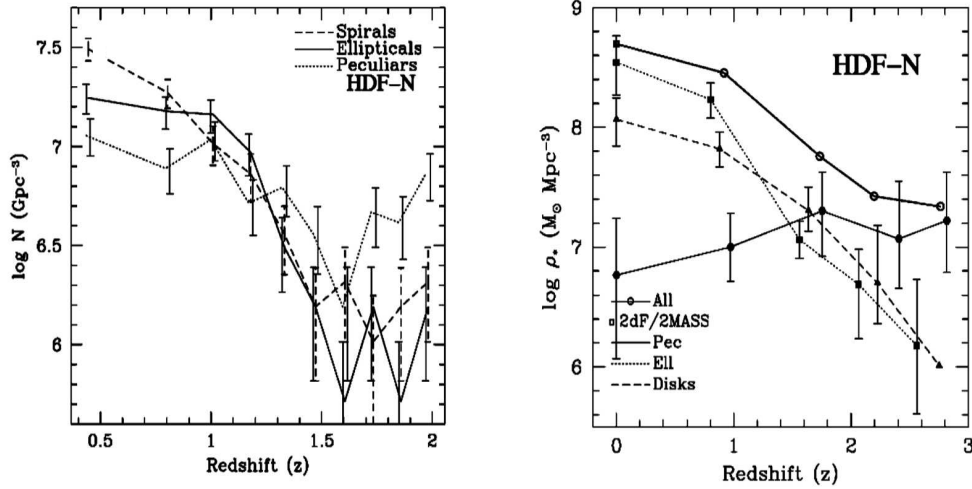 Spirals
Ellipticals
Peculiars
HDF-N
7.5
7
6.5
6
log N (Gpc⁻³)
0.5
1
1.5
2
Redshift (z)
HDF-N
9
8
7
6
log ρ* (M⊙ Mpc⁻³)
All
2dF/2MASS
Pec
Ell
Disks
0
1
2
3
Redshift (z)